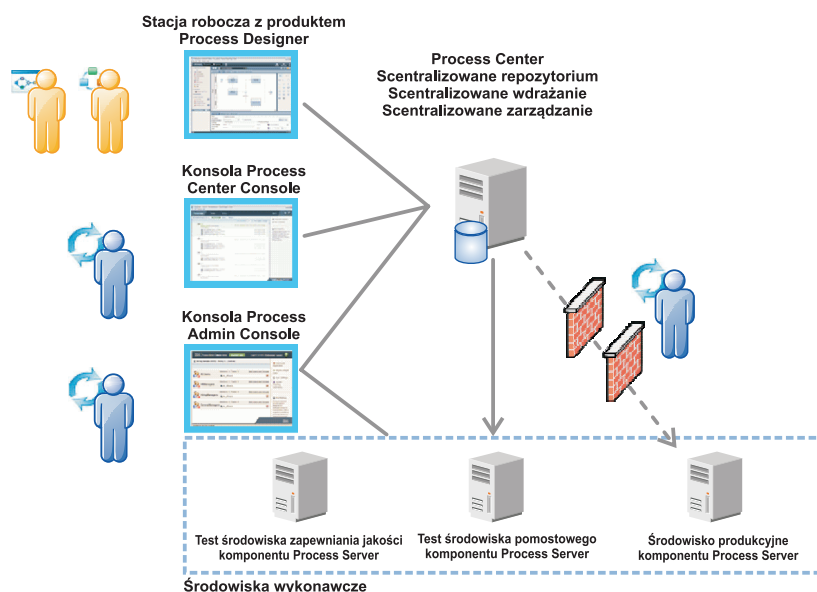 Stacja robocza z produktem
Process Designer
Process Center
Scentralizowane repozytorium
Scentralizowane wdrażanie
Scentralizowane zarządzanie
Konsola Process
Center Console
Konsola Process
Admin Console
Test środowiska zapewniania jakości
komponentu Process Server
Test środowiska pomostowego
komponentu Process Server
Środowisko produkcyjne
komponentu Process Server
Środowiska wykonawcze